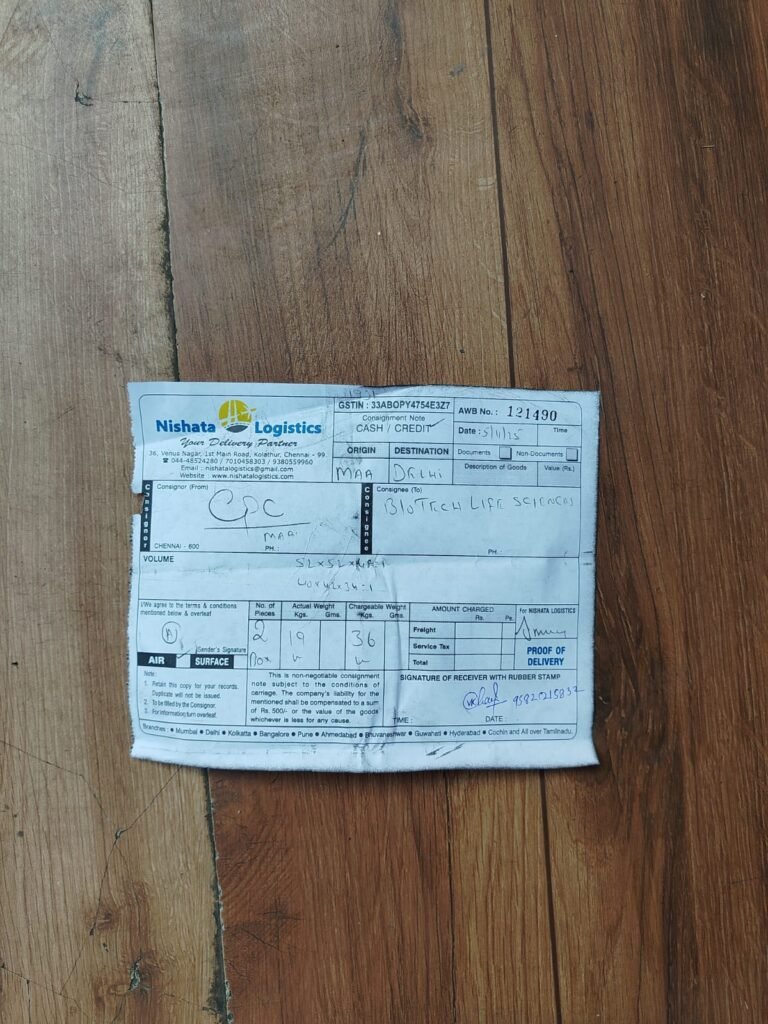 Nishata Logistics
Your Delivery Partner
36, Venus Nagar, 1st Main Road, Kolathur, Chennai - 99.
☎ 044-48524280 / 7010458303 / 9380559960
Email : nishatalogistics@gmail.com
Website : www.nishatalogistics.com
GSTIN : 33ABOPY4754E3Z7
Consignment Note
CASH / CREDIT
AWB No. : 121490
Date : 5/11/25 Time
ORIGIN DESTINATION
MAA DELHI
Documents Non-Documents
Description of Goods Value (Rs.)
Consignor
Consignor (From)
CPC
MAA
CHENNAI - 600 PH. :
Consignee
Consignee (To)
BIOTECH LIFE SCIENCES
PH. :
VOLUME
52x52x
40x42x34=1
I/We agree to the terms & conditions
mentioned below & overleaf
Sender's Signature
AIR SURFACE
No. of Pieces
2
Box
Actual Weight
Kgs. Gms.
19
Chargeable Weight
Kgs. Gms.
36
AMOUNT CHARGED
Rs. Ps.
Freight
Service Tax
Total
For NISHATA LOGISTICS
PROOF OF
DELIVERY
Note :
1. Retain this copy for your records.
Duplicate will not be issued.
2. To be filled by the Consignor.
3. For information turn overleaf.
This is non-negotiable consignment
note subject to the conditions of
carriage. The company's liability for the
mentioned shall be compensated to a sum
of Rs. 500/- or the value of the goods
whichever is less for any cause.
SIGNATURE OF RECEIVER WITH RUBBER STAMP
9582015832
TIME : DATE :
Branches : ● Mumbai ● Delhi ● Kolkatta ● Bangalore ● Pune ● Ahmedabad ● Bhuvaneshwar ● Guwahati ● Hyderabad ● Cochin and All over Tamilnadu.